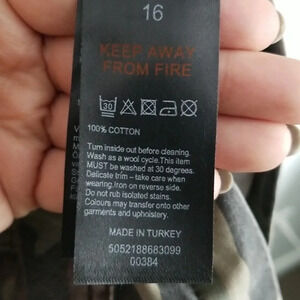 16
KEEP AWAY
FROM FIRE
30
100% COTTON
Turn inside out before cleaning.
Wash as a wool cycle. This item
MUST be washed at 30 degrees.
Delicate trim – take care when
wearing. Iron on reverse side.
Do not rub isolated stains.
Colours may transfer onto other
garments and upholstery.
MADE IN TURKEY
5052188683099
00384